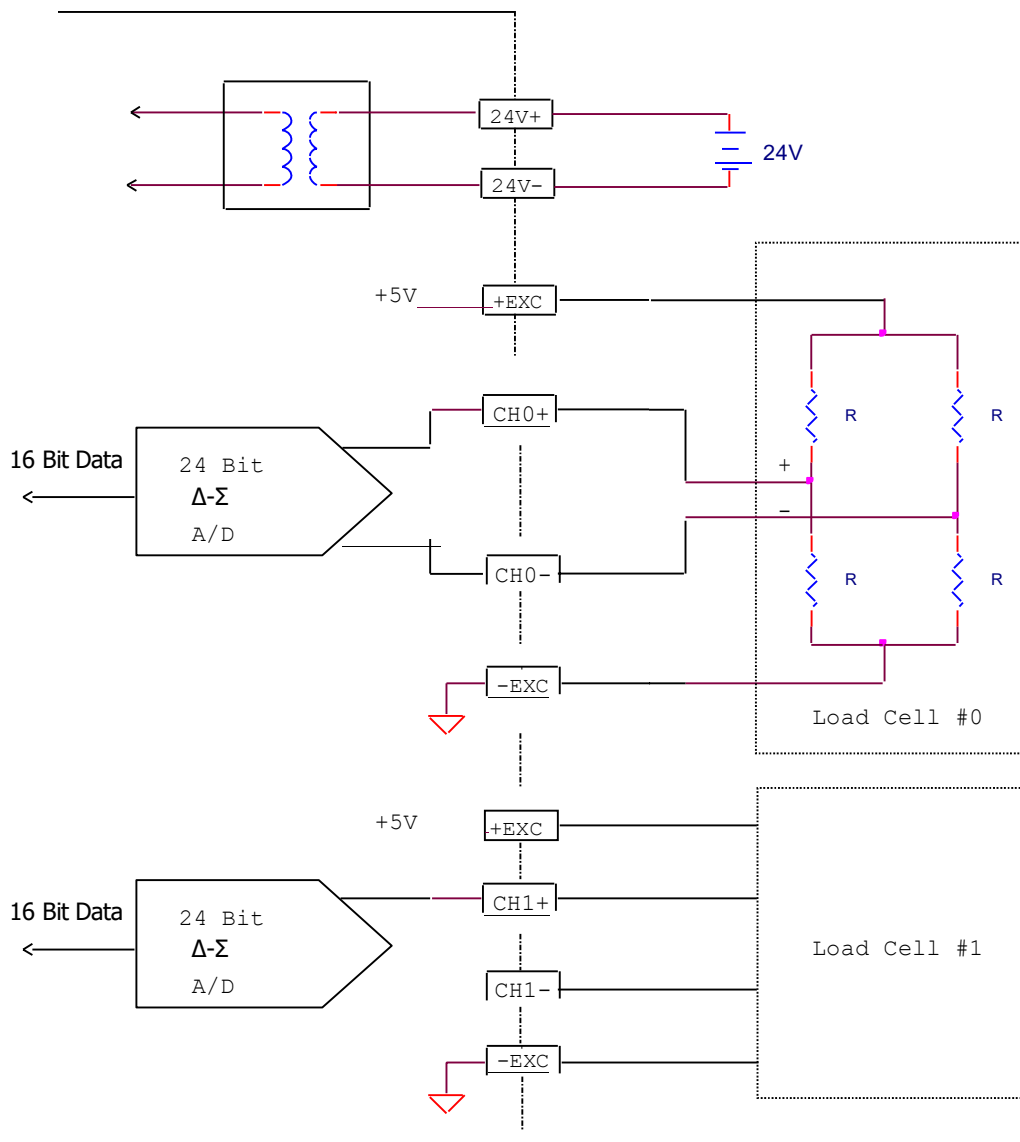 24V+
24V
24V-
+5V
+EXC
CH0+
R
R
16 Bit Data
24 Bit
Δ-Σ
A/D
+
-
CH0-
R
R
-EXC
Load Cell #0
+5V
+EXC
16 Bit Data
24 Bit
Δ-Σ
A/D
CH1+
Load Cell #1
CH1-
-EXC